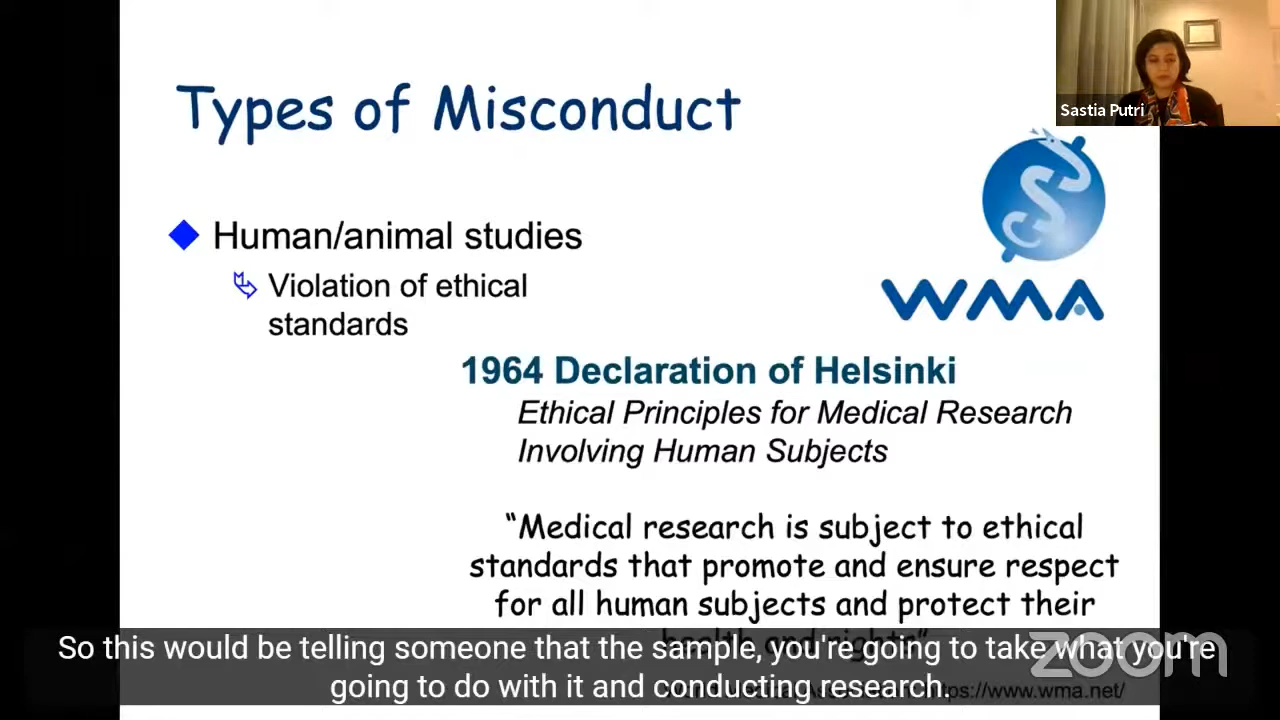 Types of Misconduct
Sastia Putri
Human/animal studies
Violation of ethical
standards
WMA
1964 Declaration of Helsinki
Ethical Principles for Medical Research
Involving Human Subjects
“Medical research is subject to ethical
standards that promote and ensure respect
for all human subjects and protect their
health and rights”
https://www.wma.net/
zoom
So this would be telling someone that the sample, you're going to take what you're
going to do with it and conducting research.